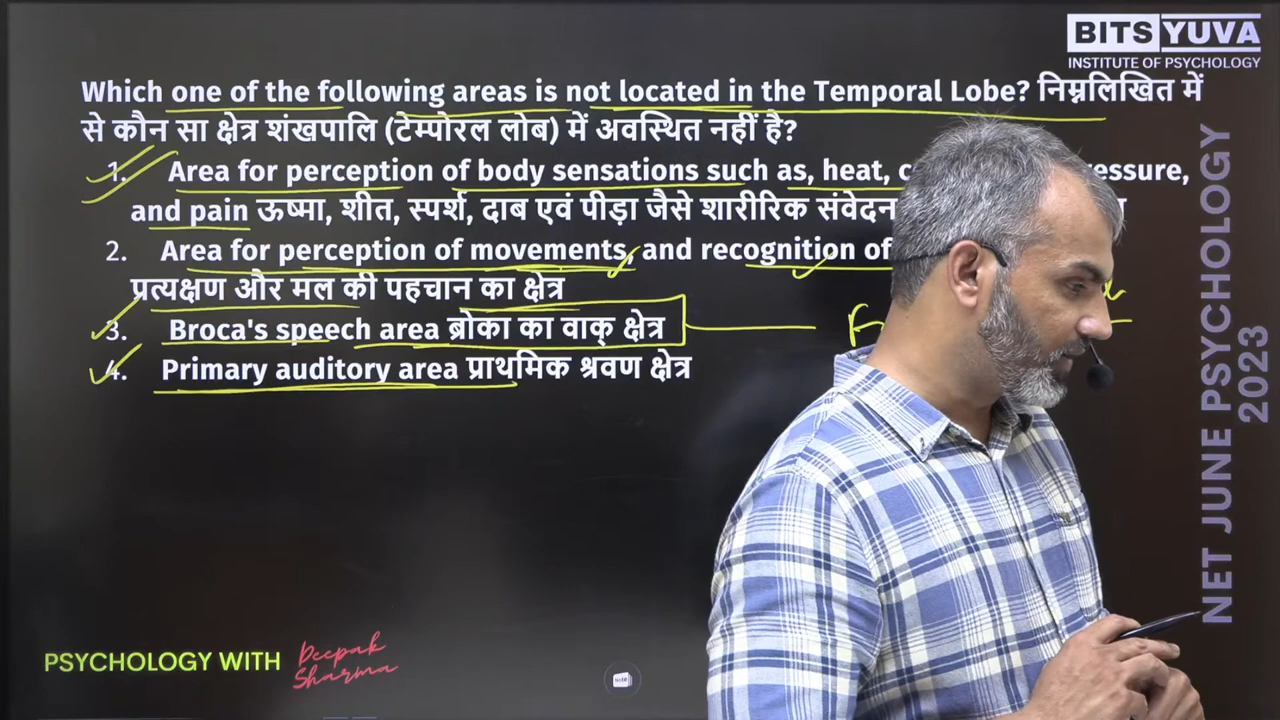 BITS YUVA
INSTITUTE OF PSYCHOLOGY
Which one of the following areas is not located in the Temporal Lobe? निम्नलिखित में
से कौन सा क्षेत्र शंखपालि (टेम्पोरल लोब) में अवस्थित नहीं है?
1. Area for perception of body sensations such as, heat,
and pain ऊष्मा, शीत, स्पर्श, दाब एवं पीड़ा जैसे शारीरिक संवेदन
2. Area for perception of movements, and recognition of
प्रत्यक्षण और मल की पहचान का क्षेत्र
3. Broca's speech area ब्रोका का वाक् क्षेत्र
4. Primary auditory area प्राथमिक श्रवण क्षेत्र
NET JUNE PSYCHOLOGY
2023
PSYCHOLOGY WITH Deepak
Sharma